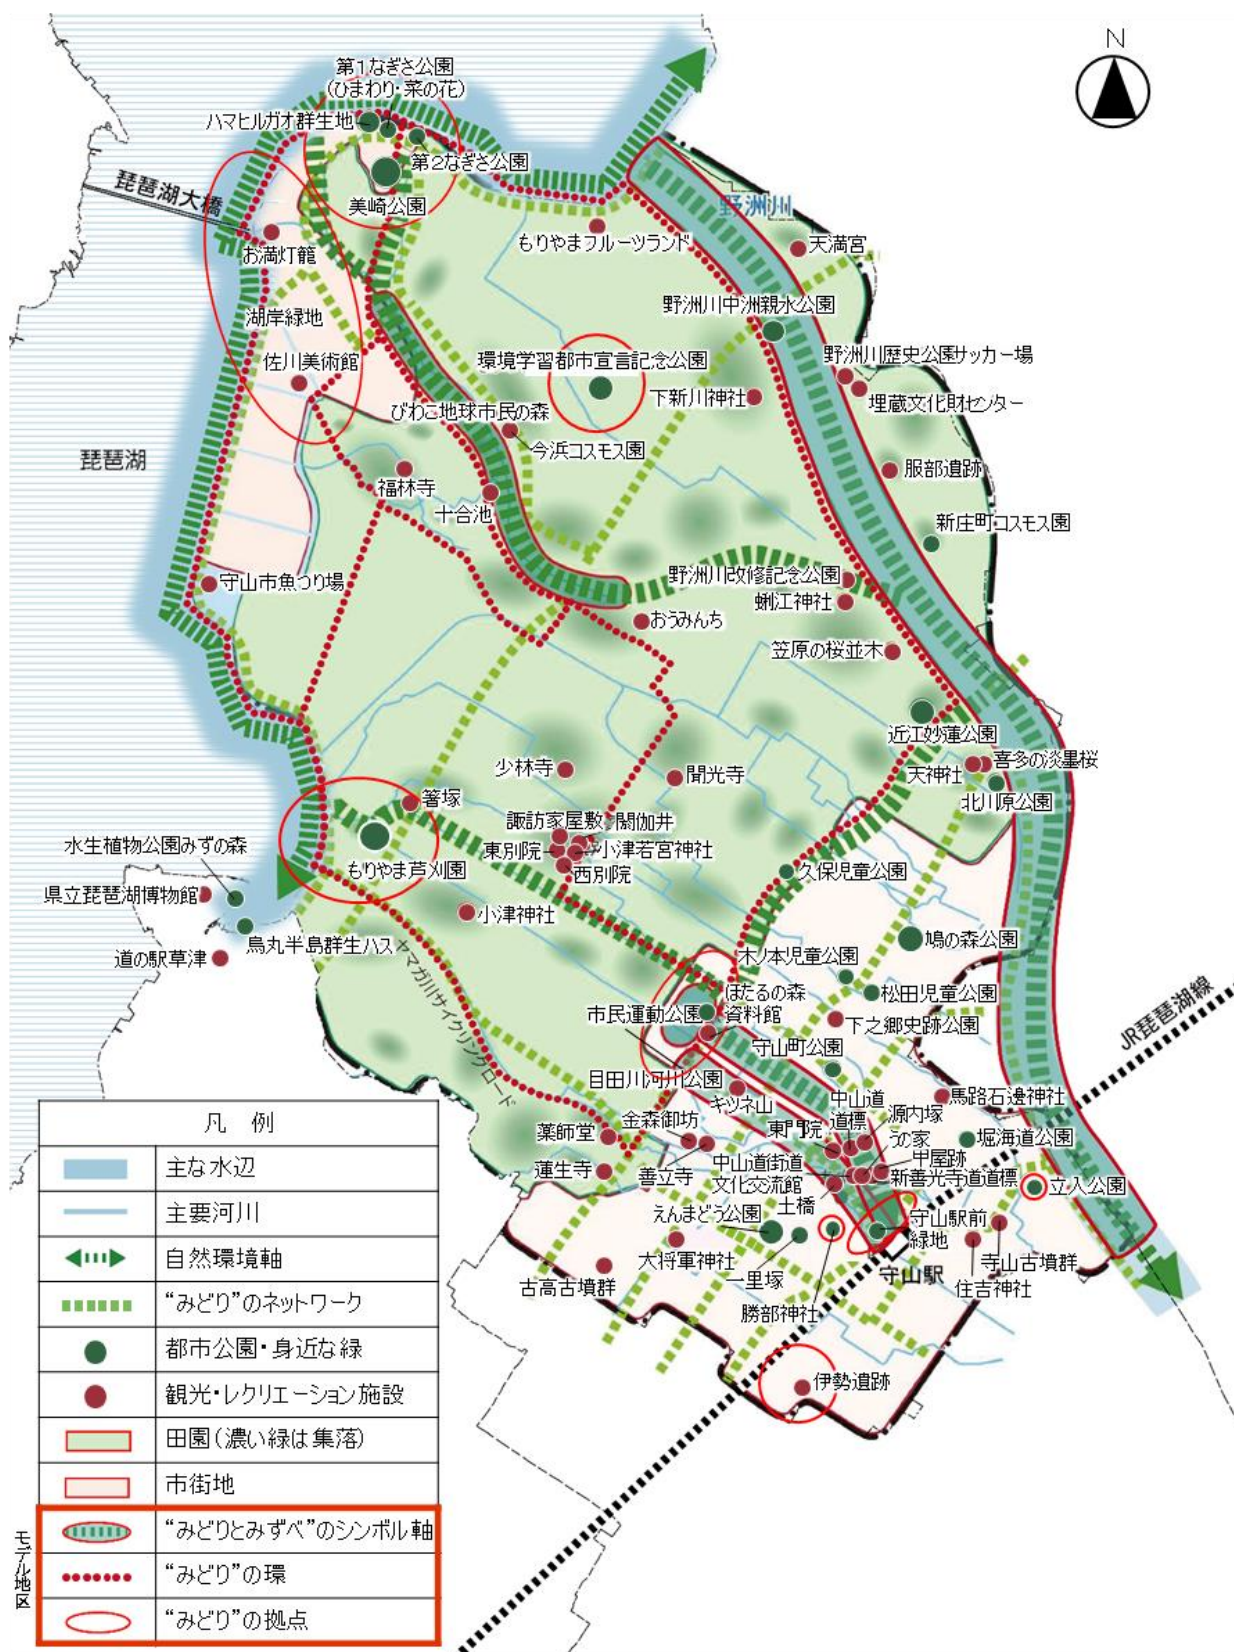 N
第1なぎさ公園
(ひまわり・菜の花)
ハマヒルガオ群生地
第2なぎさ公園
美崎公園
琵琶湖大橋
お満灯籠
もりやまフルーツランド
野洲川
天満宮
湖岸緑地
野洲川中洲親水公園
佐川美術館
環境学習都市宣言記念公園
野洲川歴史公園サッカー場
下新川神社
埋蔵文化財センター
びわこ地球市民の森
今浜コスモス園
琵琶湖
福林寺
服部遺跡
十合池
新庄町コスモス園
守山市魚つり場
野洲川改修記念公園
蜊江神社
おうみんち
笠原の桜並木
近江妙蓮公園
少林寺
聞光寺
天神社
喜多の淡墨桜
北川原公園
箸塚
諏訪家屋敷
閼伽井
水生植物公園みずの森
もりやま芦刈園
東別院
小津若宮神社
西別院
久保児童公園
県立琵琶湖博物館
小津神社
烏丸半島群生ハス
鳩の森公園
道の駅草津
木ノ本児童公園
ヤマガ川サイクリングロード
ほたるの森
資料館
松田児童公園
市民運動公園
下之郷史跡公園
JR琵琶湖線
守山町公園
目田川河川公園
キツネ山
中山道
道標
源内塚
馬路石邊神社
金森御坊
東門院
うの家
堀海道公園
薬師堂
甲屋跡
蓮生寺
善立寺
中山道街道
文化交流館
新善光寺道道標
立入公園
土橋
えんまどう公園
守山駅前
緑地
大将軍神社
一里塚
守山駅
寺山古墳群
古高古墳群
勝部神社
住吉神社
伊勢遺跡
凡 例
主な水辺
主要河川
自然環境軸
“みどり”のネットワーク
都市公園・身近な緑
観光・レクリエーション施設
田園(濃い緑は集落)
市街地
モデル地区
“みどりとみずべ”のシンボル軸
“みどり”の環
“みどり”の拠点